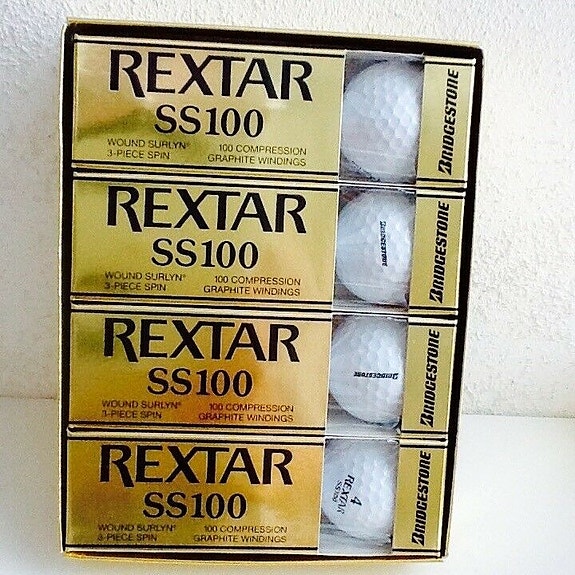 REXTAR
SS100
WOUND SURLYN® 100 COMPRESSION
3-PIECE SPIN GRAPHITE WINDINGS
BRIDGESTONE
REXTAR
SS100
WOUND SURLYN® 100 COMPRESSION
3-PIECE SPIN GRAPHITE WINDINGS
BRIDGESTONE
BRIDGESTONE
REXTAR
SS100
WOUND SURLYN® 100 COMPRESSION
3-PIECE SPIN GRAPHITE WINDINGS
BRIDGESTONE
BRIDGESTONE
REXTAR
SS100
WOUND SURLYN® 100 COMPRESSION
3-PIECE SPIN GRAPHITE WINDINGS
4
REXTAR
SS100
BRIDGESTONE